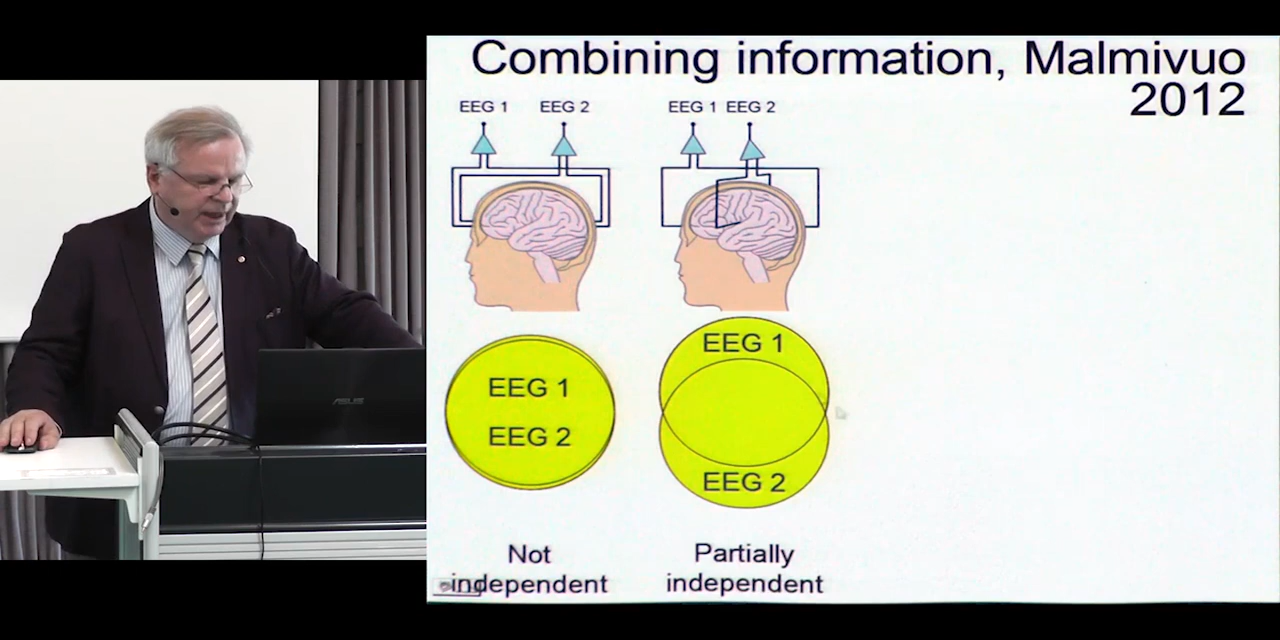 Combining information, Malmivuo
2012
EEG 1 EEG 2
EEG 1 EEG 2
EEG 1
EEG 2
EEG 1
EEG 2
Not
independent
Partially
independent
ASUS